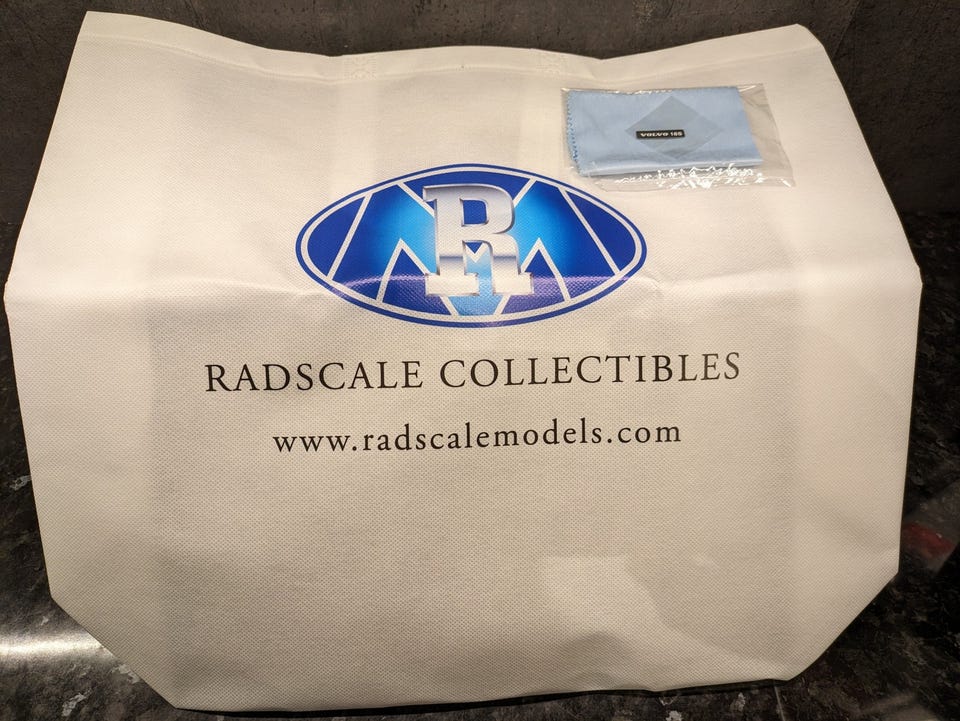 VOLVO 165
R
RADSCALE COLLECTIBLES
www.radscalemodels.com